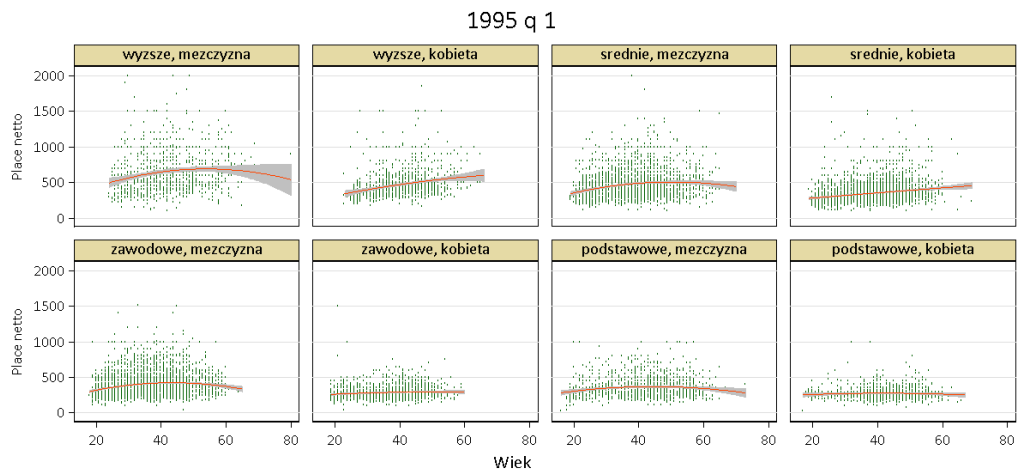 1995 q 1
wyzsze, mezczyzna
wyzsze, kobieta
srednie, mezczyzna
srednie, kobieta
2000
1500
1000
500
0
Place netto
zawodowe, mezczyzna
zawodowe, kobieta
podstawowe, mezczyzna
podstawowe, kobieta
2000
1500
1000
500
0
Place netto
20 40 60 80 20 40 60 80 20 40 60 80 20 40 60 80
Wiek